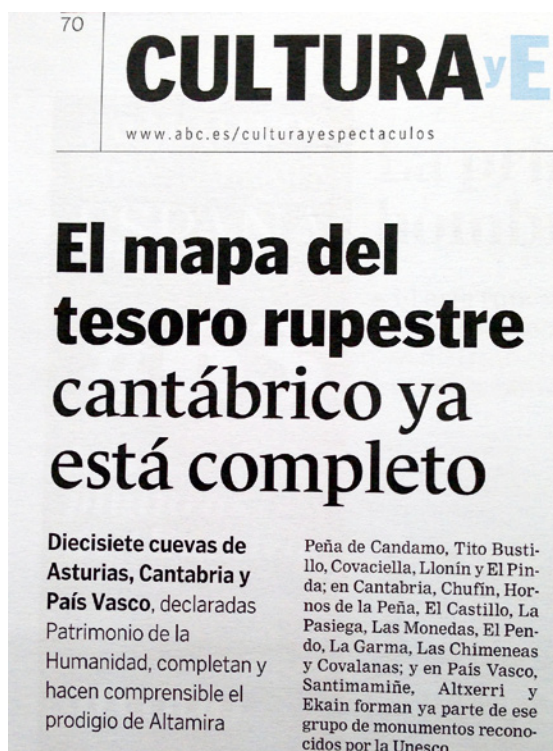 70
CULTURA y E
www.abc.es/culturayespectaculos
El mapa del
tesoro rupestre
cantábrico ya
está completo
Diecisiete cuevas de
Asturias, Cantabria y
País Vasco, declaradas
Patrimonio de la
Humanidad, completan y
hacen comprensible el
prodigio de Altamira
Peña de Candamo, Tito Busti-
llo, Covaciella, Llonín y El Pin-
da; en Cantabria, Chufín, Hor-
nos de la Peña, El Castillo, La
Pasiega, Las Monedas, El Pen-
do, La Garma, Las Chimeneas
y Covalanas; y en País Vasco,
Santimamiñe, Altxerri y
Ekain forman ya parte de ese
grupo de monumentos recono-
cidos por la Unesco